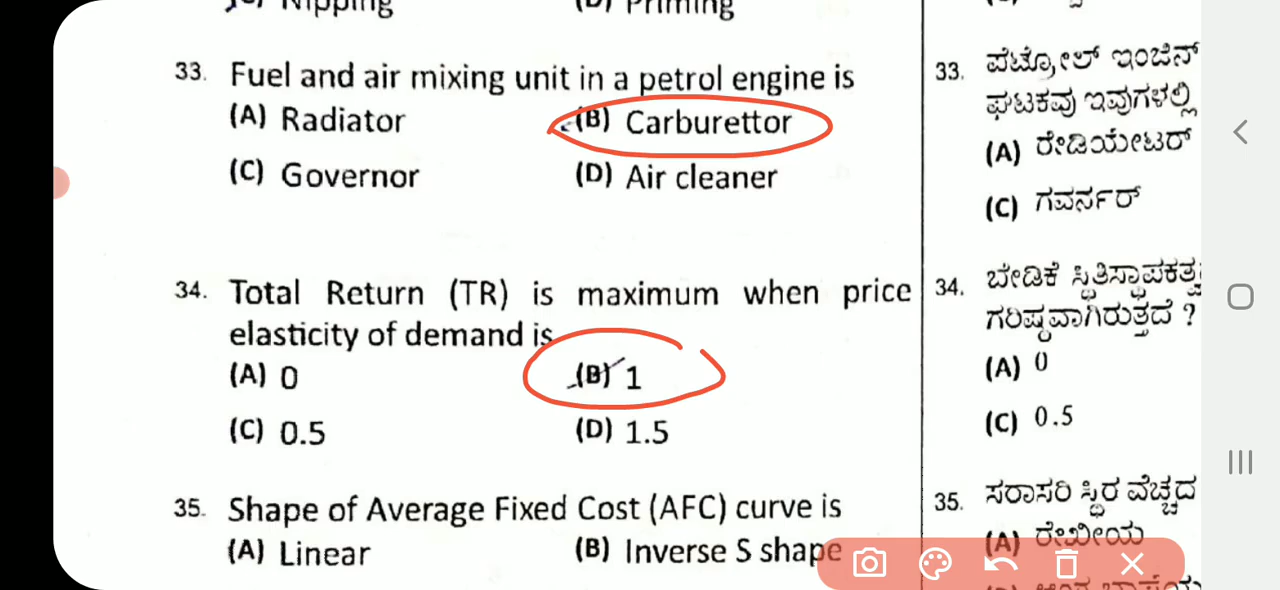 (C) Nipping (D) Priming
33. Fuel and air mixing unit in a petrol engine is
(A) Radiator (B) Carburettor
(C) Governor (D) Air cleaner
34. Total Return (TR) is maximum when price
elasticity of demand is
(A) 0 (B) 1
(C) 0.5 (D) 1.5
35. Shape of Average Fixed Cost (AFC) curve is
(A) Linear (B) Inverse S shape
33. ಪೆಟ್ರೋಲ್ ಇಂಜಿನ್
ಘಟಕವು ಇವುಗಳಲ್ಲಿ
(A) ರೇಡಿಯೇಟರ್
(C) ಗವರ್ನರ್
34. ಬೇಡಿಕೆ ಸ್ಥಿತಿಸ್ಥಾಪಕತ್ವ
ಗರಿಷ್ಠವಾಗಿರುತ್ತದೆ ?
(A) 0
(C) 0.5
35. ಸರಾಸರಿ ಸ್ಥಿರ ವೆಚ್ಚದ
(A) ರೇಖೀಯ